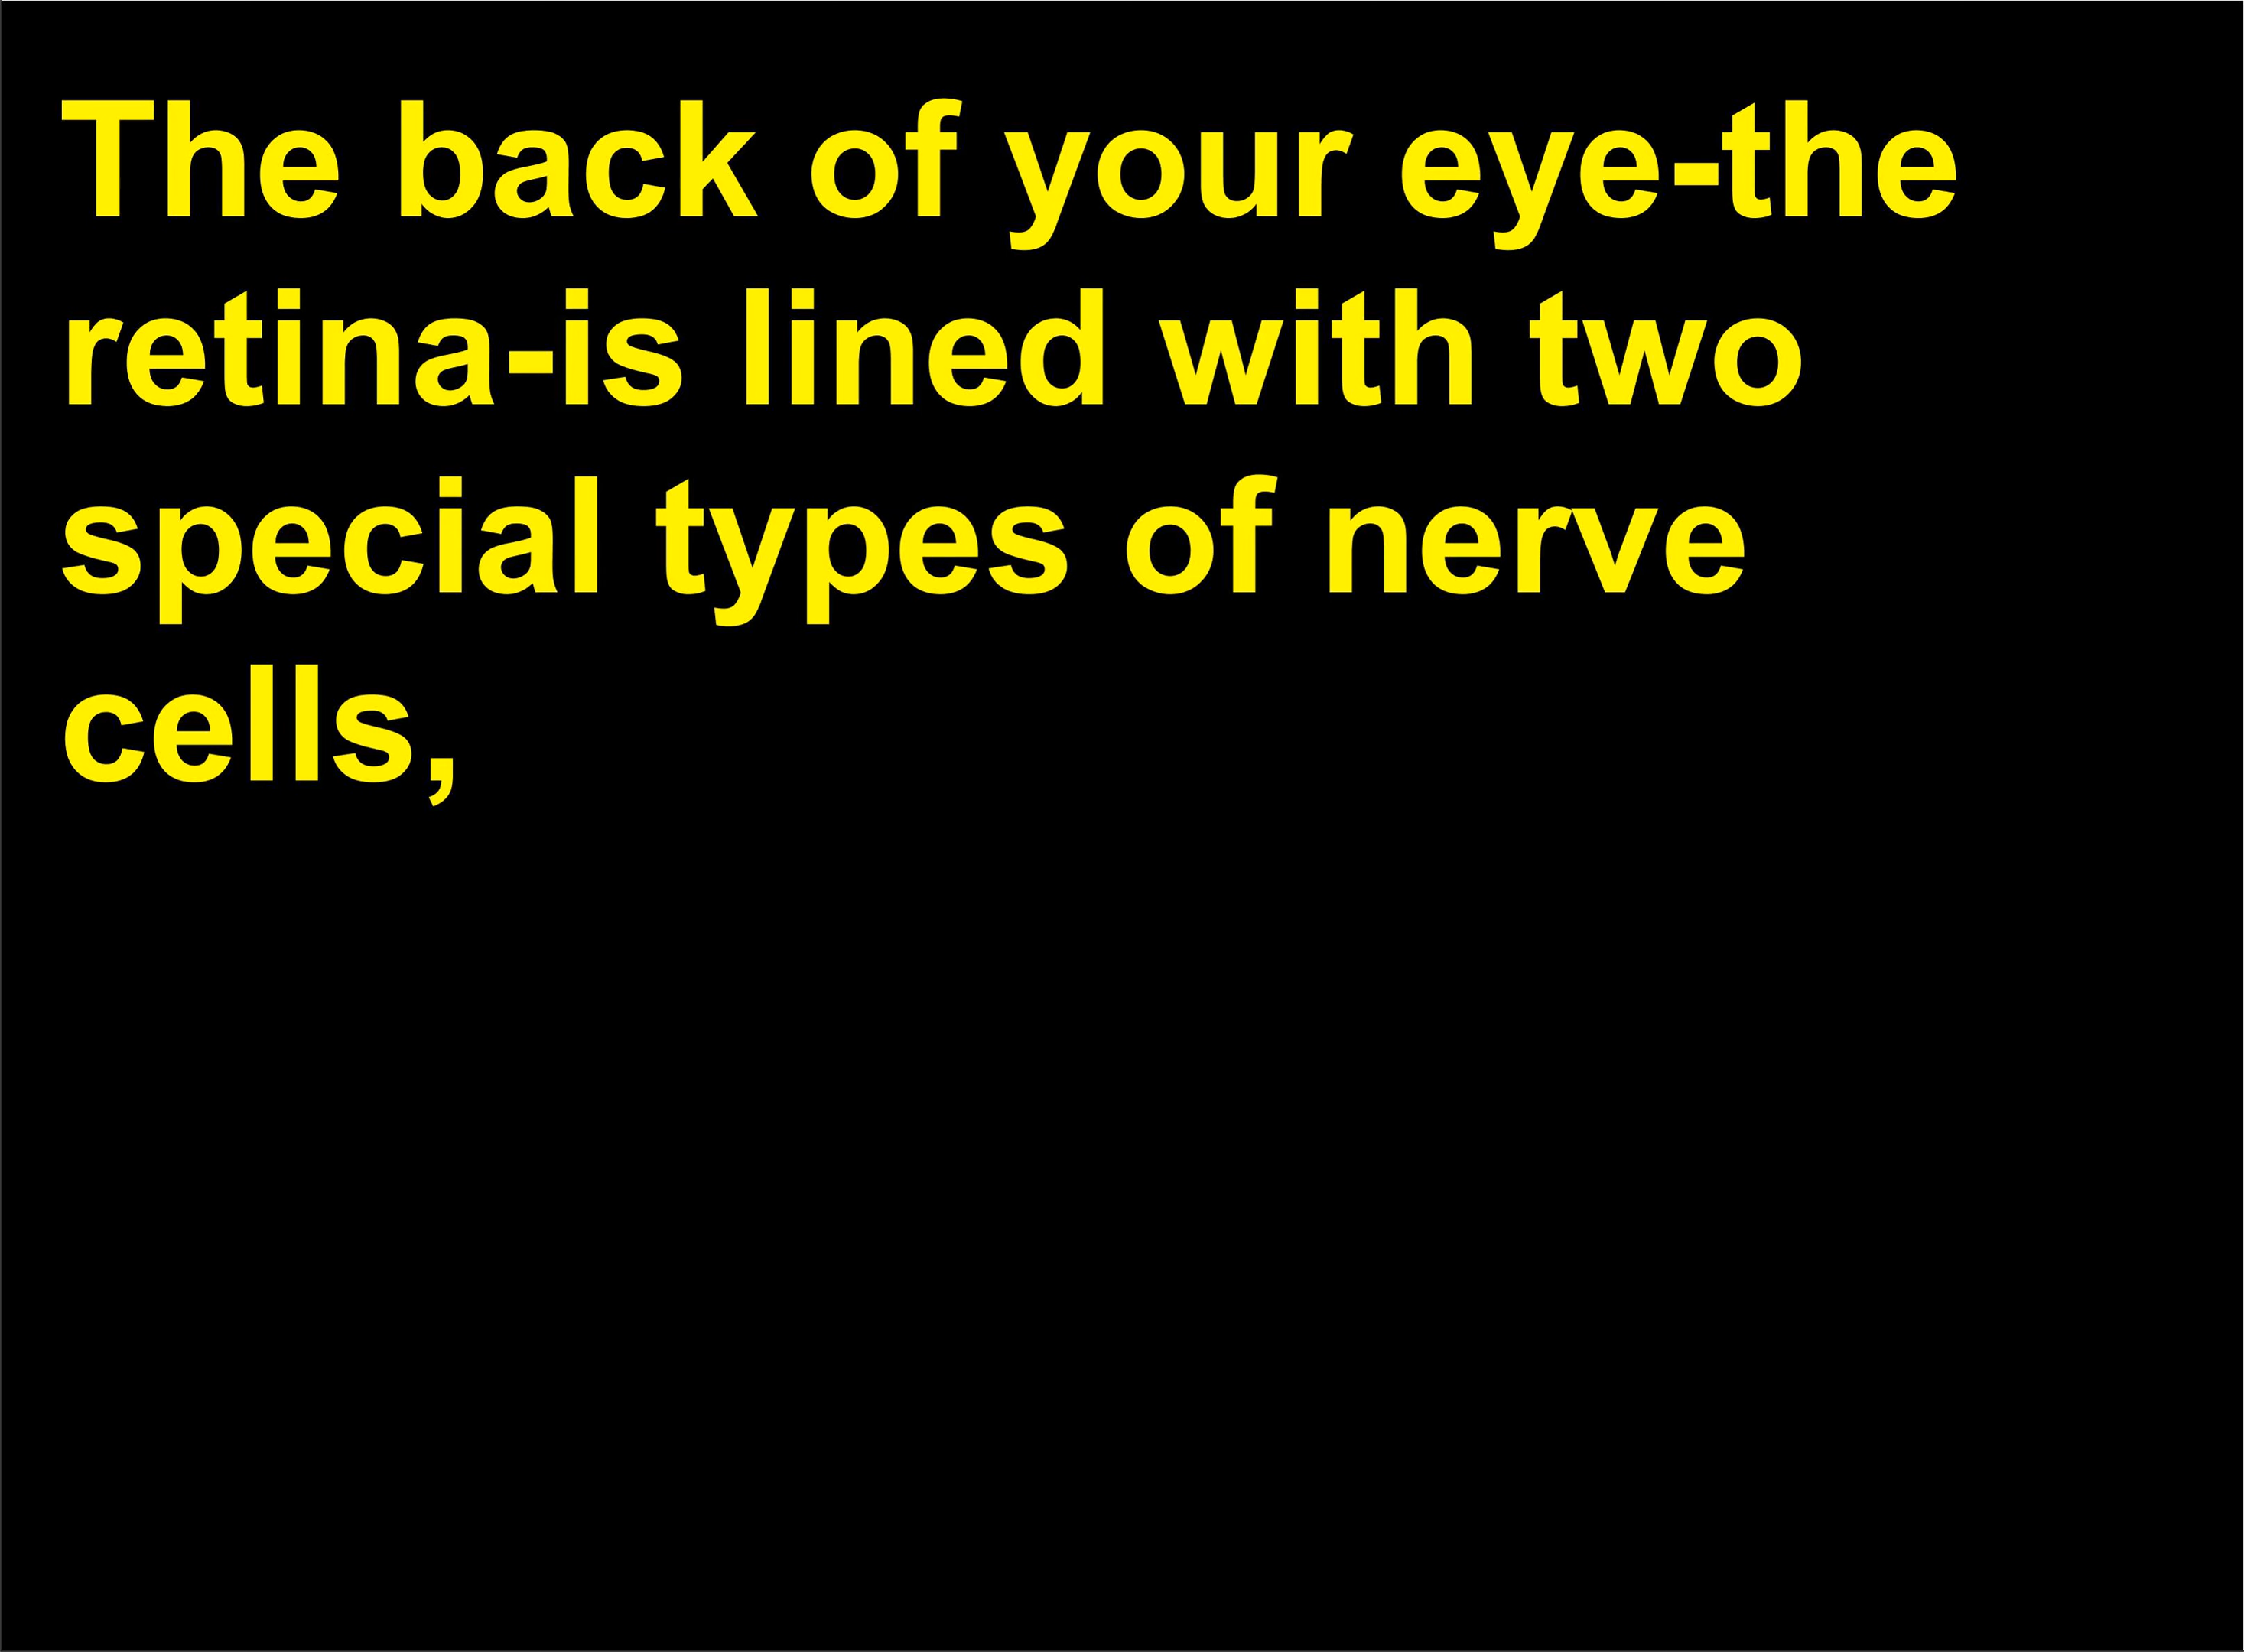 The back of your eye-the
retina-is lined with two
special types of nerve
cells,